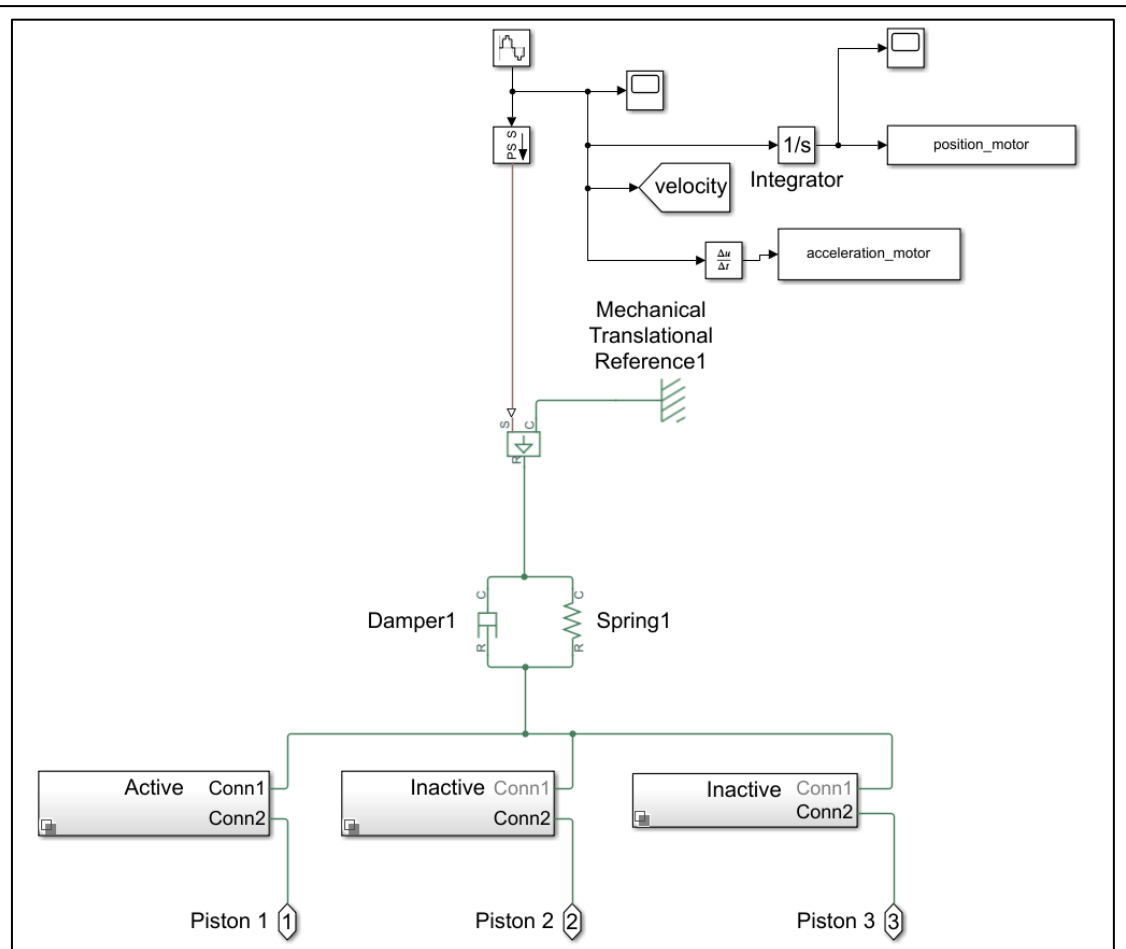 PS S
1/s
Integrator
position_motor
velocity
Δu
Δt
acceleration_motor
Mechanical
Translational
Reference1
S
C
R
C
C
Damper1
Spring1
R
R
Active Conn1
Conn2
Inactive Conn1
Conn2
Inactive Conn1
Conn2
Piston 1 1
Piston 2 2
Piston 3 3